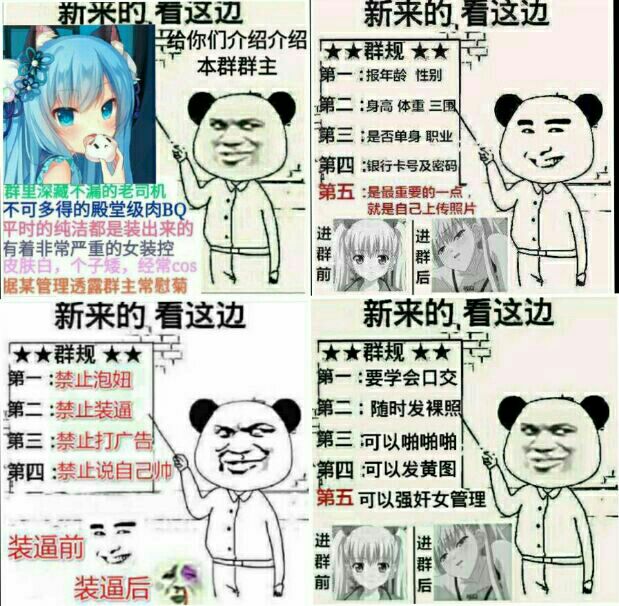 新来的 看这边
给你们介绍介绍
本群群主
群里深藏不漏的老司机
不可多得的殿堂级肉BQ
平时的纯洁都是装出来的
有着非常严重的女装控
皮肤白，个子矮，经常cos
据某管理透露群主常慰菊
新来的 看这边
★★群规 ★★
第一：报年龄 性别
第二：身高 体重 三围
第三：是否单身 职业
第四：银行卡号及密码
第五：是最重要的一点，
就是自己上传照片
进群前
进群后
新来的 看这边
★★群规 ★★
第一：禁止泡妞
第二：禁止装逼
第三：禁止打广告
第四：禁止说自己帅
装逼前
装逼后
新来的 看这边
★★群规 ★★
第一：要学会口交
第二：随时发裸照
第三：可以啪啪啪
第四：可以发黄图
第五 可以强奸女管理
进群前
进群后